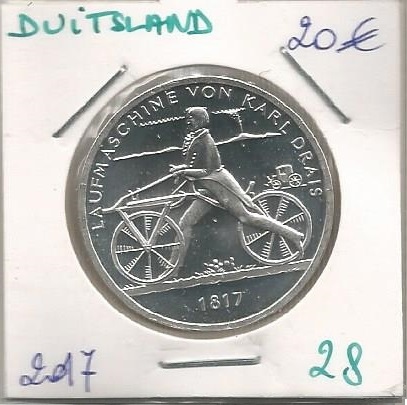 DUITSLAND 20€
LAUFMASCHINE VON KARL DRAIS
1817
2017 28